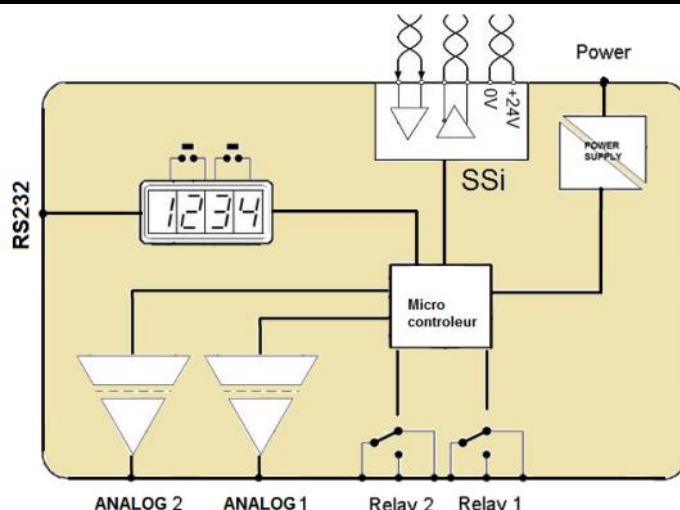 Power
0V
+24V
SSi
POWER
SUPPLY
1234
RS232
Micro
controleur
ANALOG 2
ANALOG 1
Relay 2
Relay 1